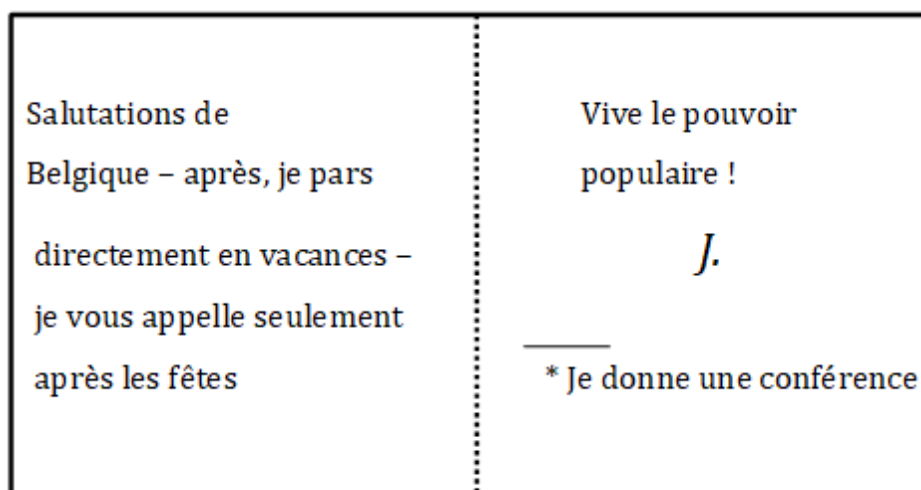 Salutations de
Belgique – après, je pars
directement en vacances –
je vous appelle seulement
après les fêtes
Vive le pouvoir
populaire !
J.
* Je donne une conférence